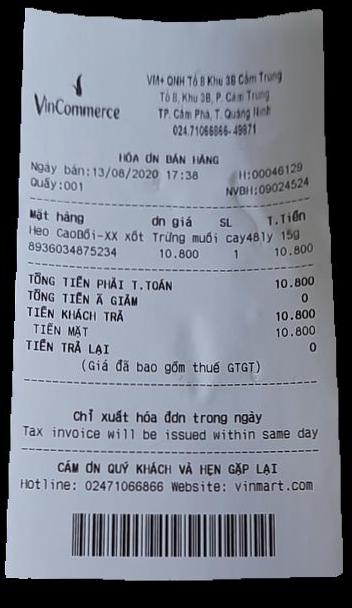 VinCommerce
VM+ QNH Tổ 8 Khu 3B Cẩm Trung
Tổ 8, Khu 3B, P. Cẩm Trung
TP. Cẩm Phả, T. Quảng Ninh
024.71066866-49871
HÓA ĐN BÁN HÀNG
Ngày bán:13/08/2020 17:38 H:00046129
Quầy:001 NVBH:09024524
Mặt hàng đn giá SL T.Tiền
Heo CaoBồi-XX xốt Trứng muối cay48ly 15g
8936034875234 10.800 1 10.800
TỔNG TIỀN PHẢI T.TOÁN 10.800
TỔNG TIỀN Ã GIẢM 0
TIỀN KHÁCH TRẢ 10.800
TIỀN MẶT 10.800
TIỀN TRẢ LẠI 0
(Giá đã bao gồm thuế GTGT)
Chỉ xuất hóa đơn trong ngày
Tax invoice will be issued within same day
CẢM ƠN QUÝ KHÁCH VÀ HẸN GẶP LẠI
Hotline: 02471066866 Website: vinmart.com